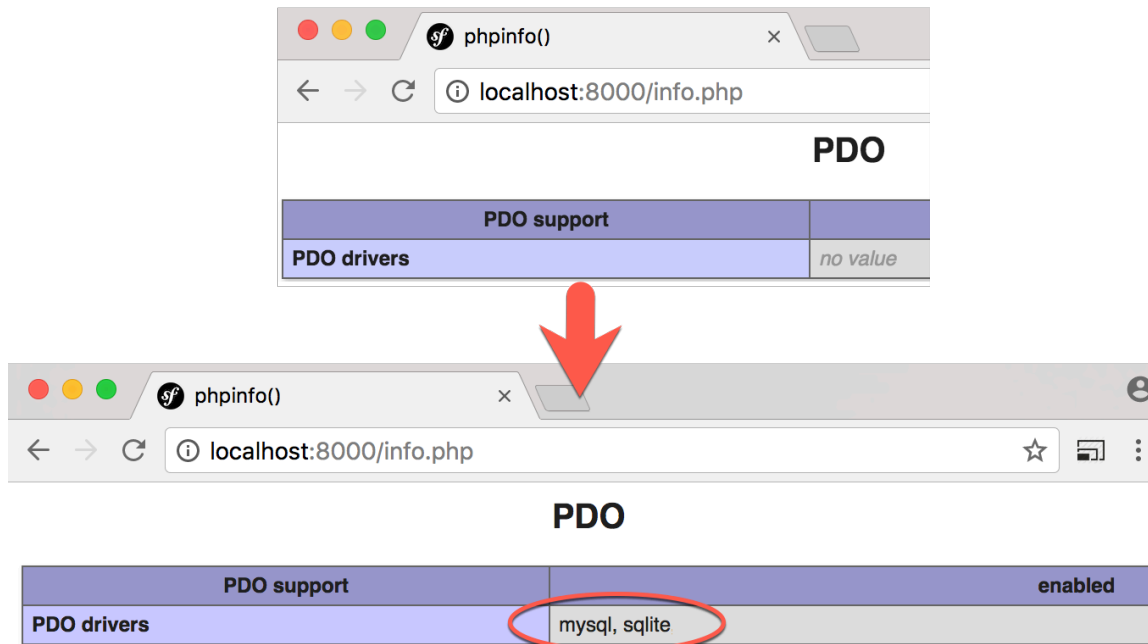 phpinfo()
localhost:8000/info.php
PDO
PDO support
PDO drivers no value
phpinfo()
localhost:8000/info.php
PDO
PDO support enabled
PDO drivers mysql, sqlite